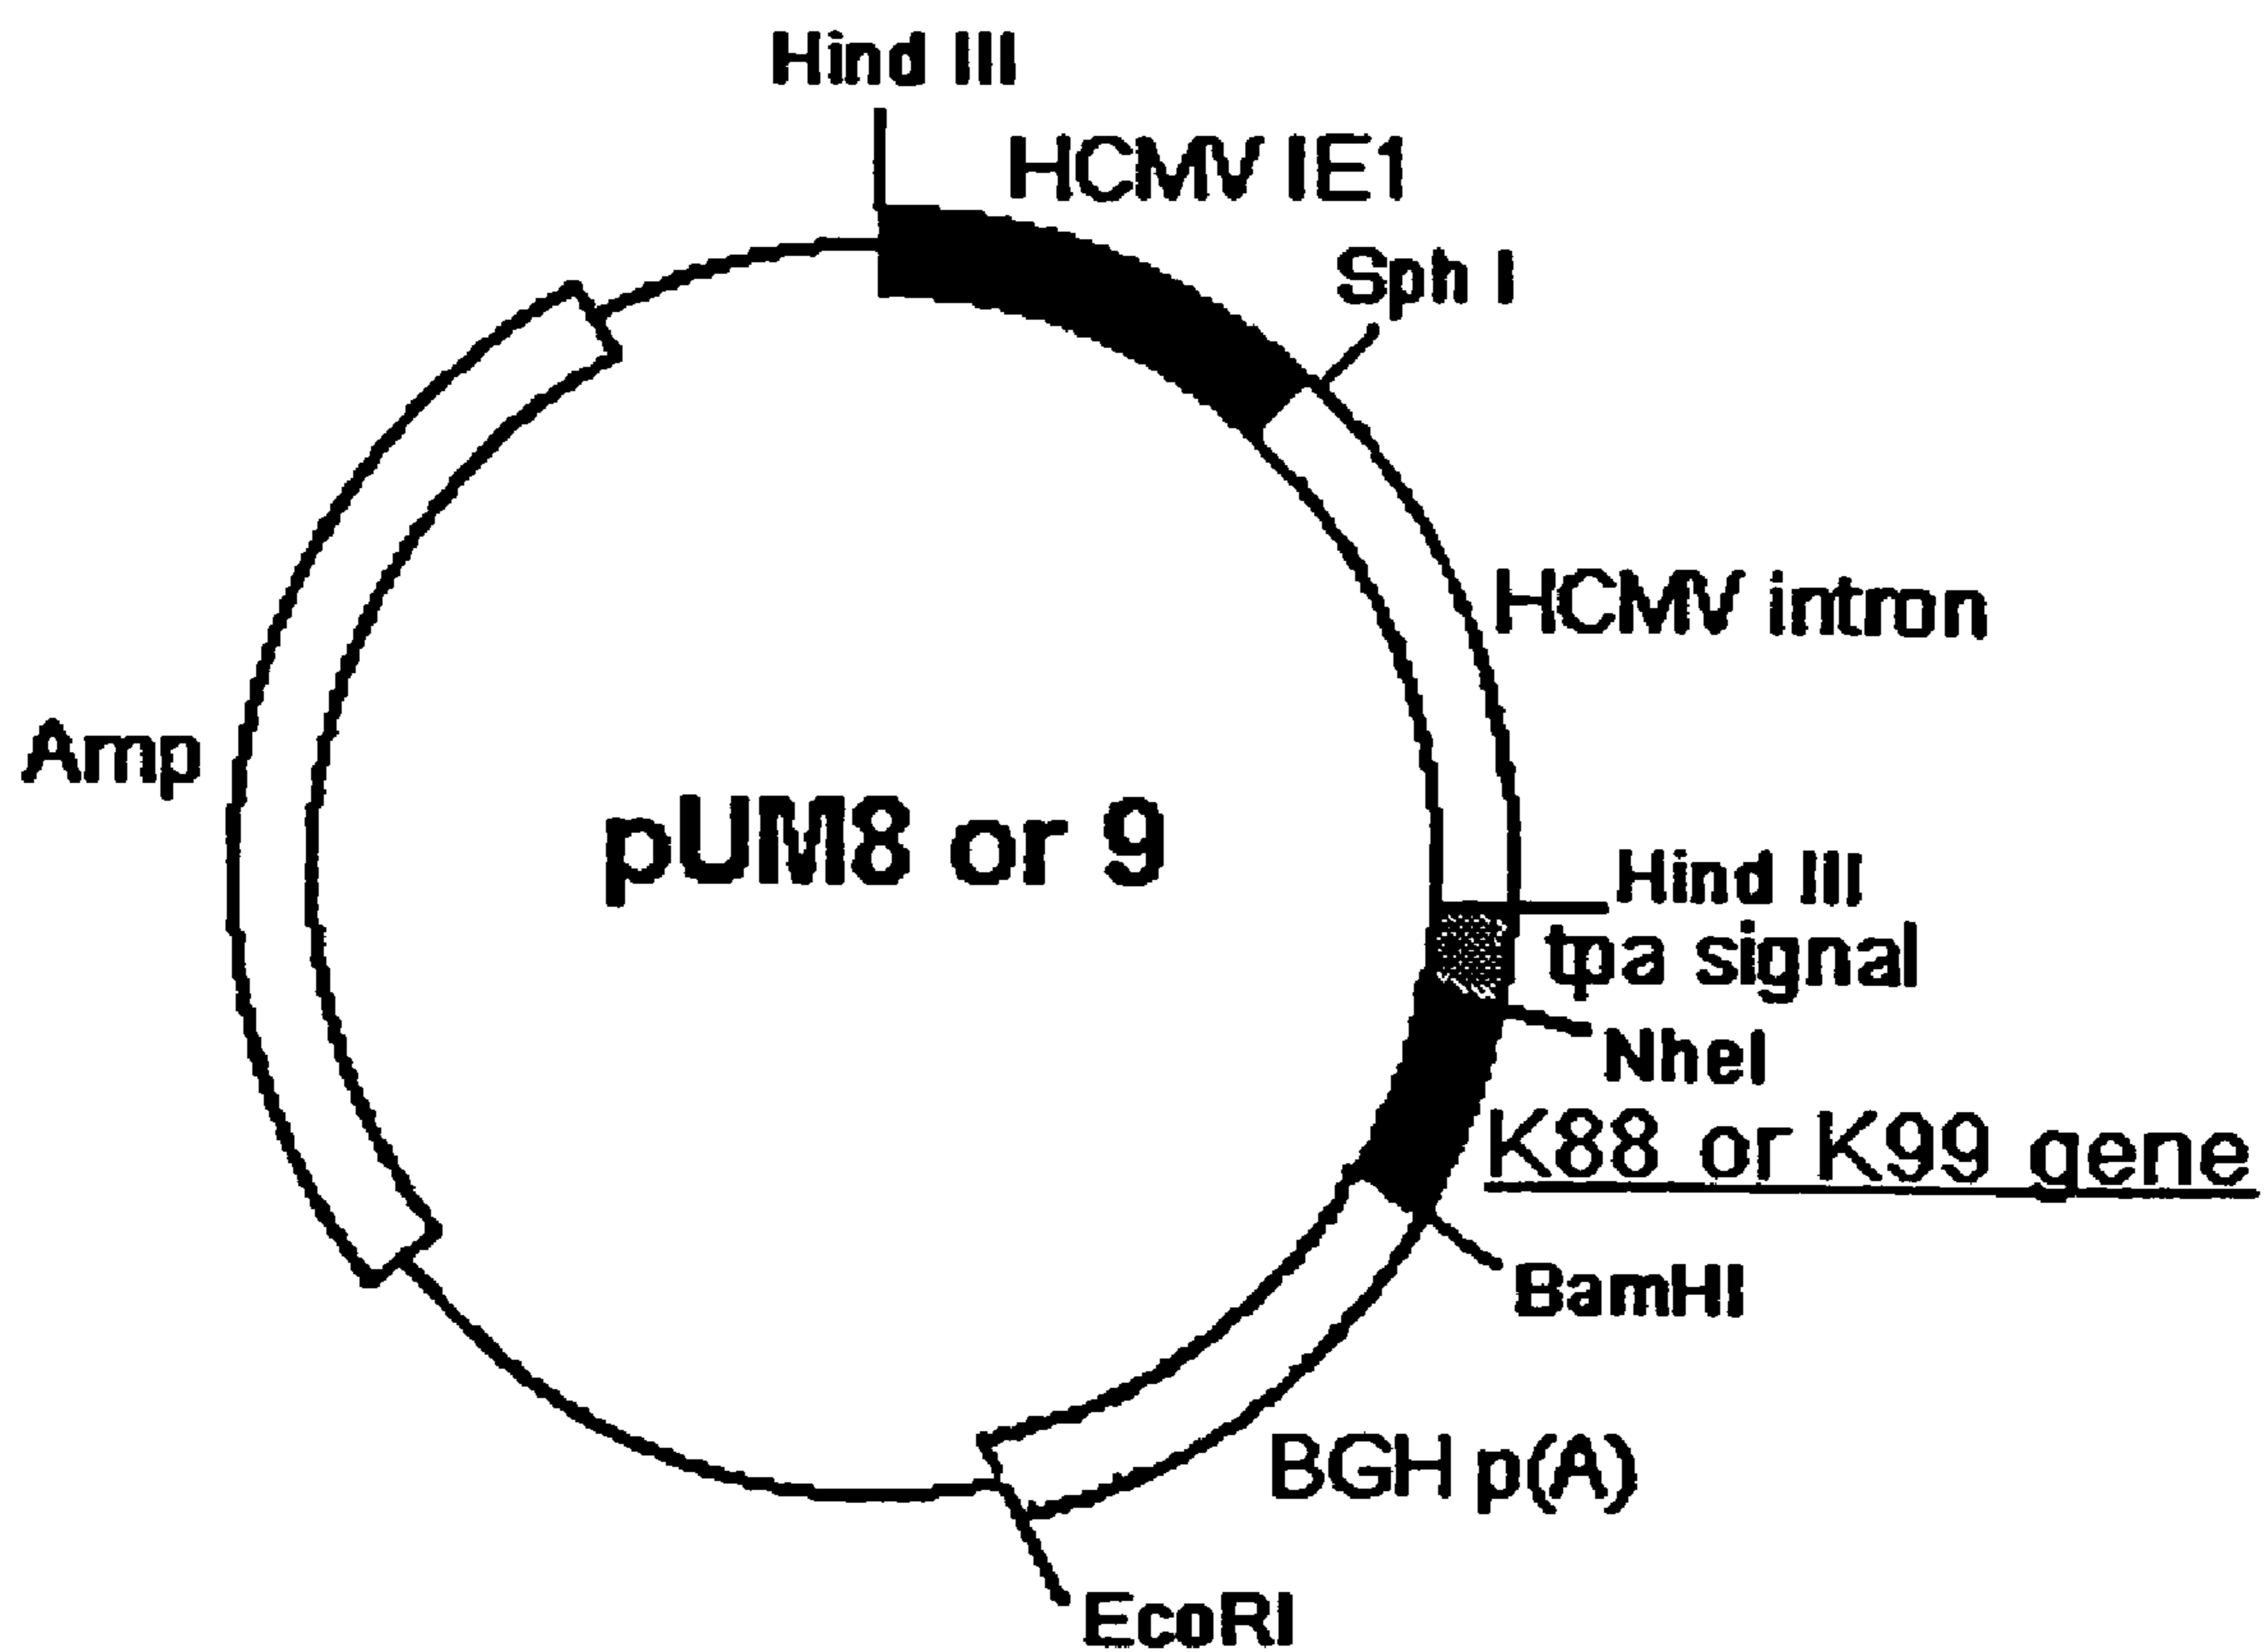 Hind III
HCMV IE1
Sph I
HCMV intron
Amp
pUM8 or 9
Hind III
tpa signal
NheI
K88 or K99 gene
BamHI
BGH p(A)
EcoRI